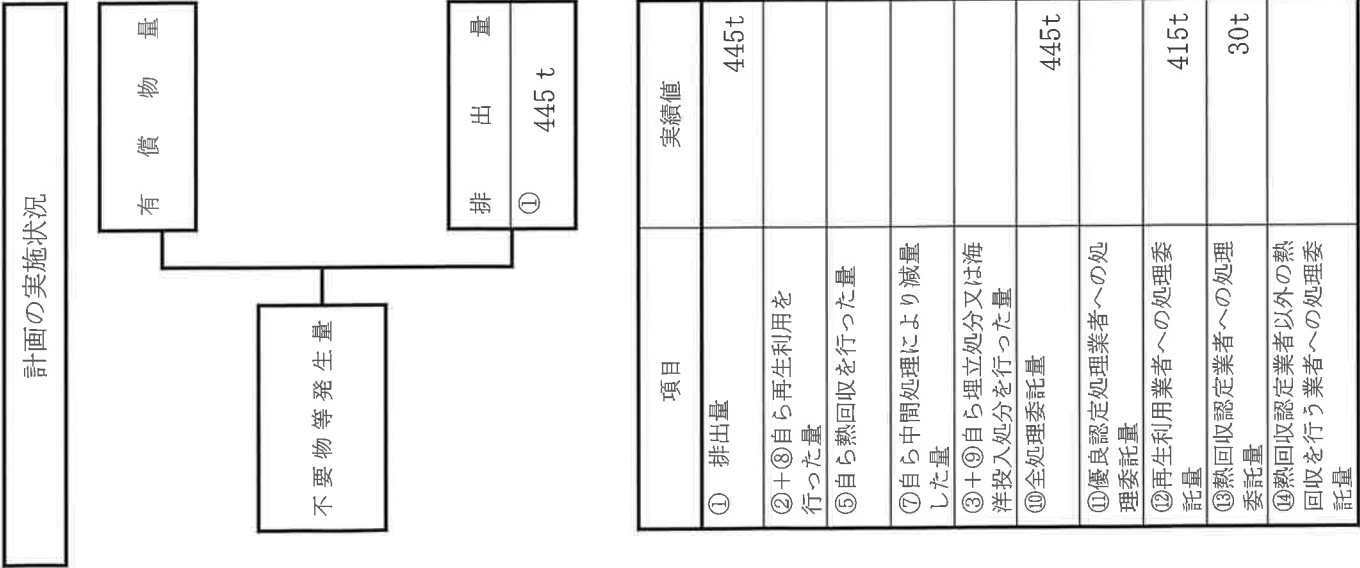 計画の実施状況
有償物量
不要物等発生量
排出量
①
445 t
項目
実績値
① 排出量
445t
②+⑧自ら再生利用を
行った量
⑤自ら熱回収を行った量
⑦自ら中間処理により減量
した量
③+⑨自ら埋立処分又は海
洋投入処分を行った量
⑩全処理委託量
445t
⑪優良認定処理業者への処
理委託量
⑫再生利用業者への処理委
託量
415t
⑬熱回収認定業者への処理
委託量
30t
⑭熱回収認定業者以外の熱
回収を行う業者への処理委
託量